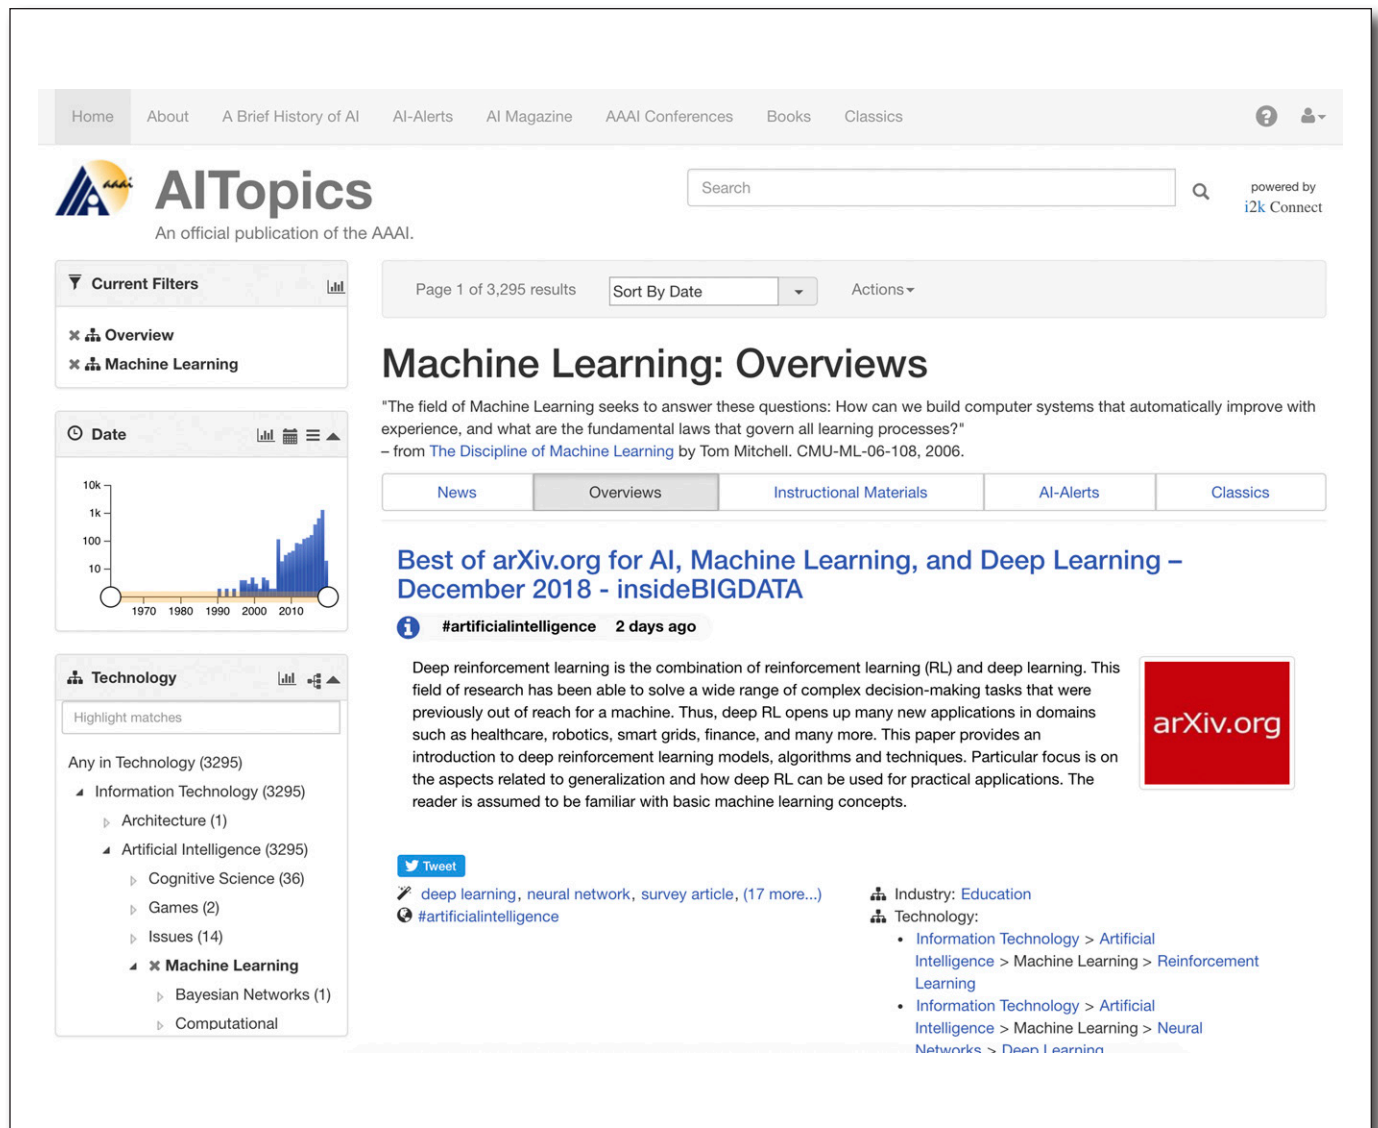 Home About A Brief History of AI AI-Alerts AI Magazine AAAI Conferences Books Classics
aaai
AITopics
An official publication of the AAAI.
Search
powered by
i2k Connect
Current Filters
Overview
Machine Learning
Date
10k
1k
100
10
1970 1980 1990 2000 2010
Technology
Highlight matches
Any in Technology (3295)
Information Technology (3295)
Architecture (1)
Artificial Intelligence (3295)
Cognitive Science (36)
Games (2)
Issues (14)
Machine Learning
Bayesian Networks (1)
Computational
Page 1 of 3,295 results Sort By Date Actions
Machine Learning: Overviews
"The field of Machine Learning seeks to answer these questions: How can we build computer systems that automatically improve with
experience, and what are the fundamental laws that govern all learning processes?"
– from The Discipline of Machine Learning by Tom Mitchell. CMU-ML-06-108, 2006.
News Overviews Instructional Materials AI-Alerts Classics
Best of arXiv.org for AI, Machine Learning, and Deep Learning –
December 2018 - insideBIGDATA
#artificialintelligence 2 days ago
Deep reinforcement learning is the combination of reinforcement learning (RL) and deep learning. This
field of research has been able to solve a wide range of complex decision-making tasks that were
previously out of reach for a machine. Thus, deep RL opens up many new applications in domains
such as healthcare, robotics, smart grids, finance, and many more. This paper provides an
introduction to deep reinforcement learning models, algorithms and techniques. Particular focus is on
the aspects related to generalization and how deep RL can be used for practical applications. The
reader is assumed to be familiar with basic machine learning concepts.
arXiv.org
Tweet
deep learning, neural network, survey article, (17 more...)
#artificialintelligence
Industry: Education
Technology:
• Information Technology > Artificial
Intelligence > Machine Learning > Reinforcement
Learning
• Information Technology > Artificial
Intelligence > Machine Learning > Neural
Networks > Deep Learning